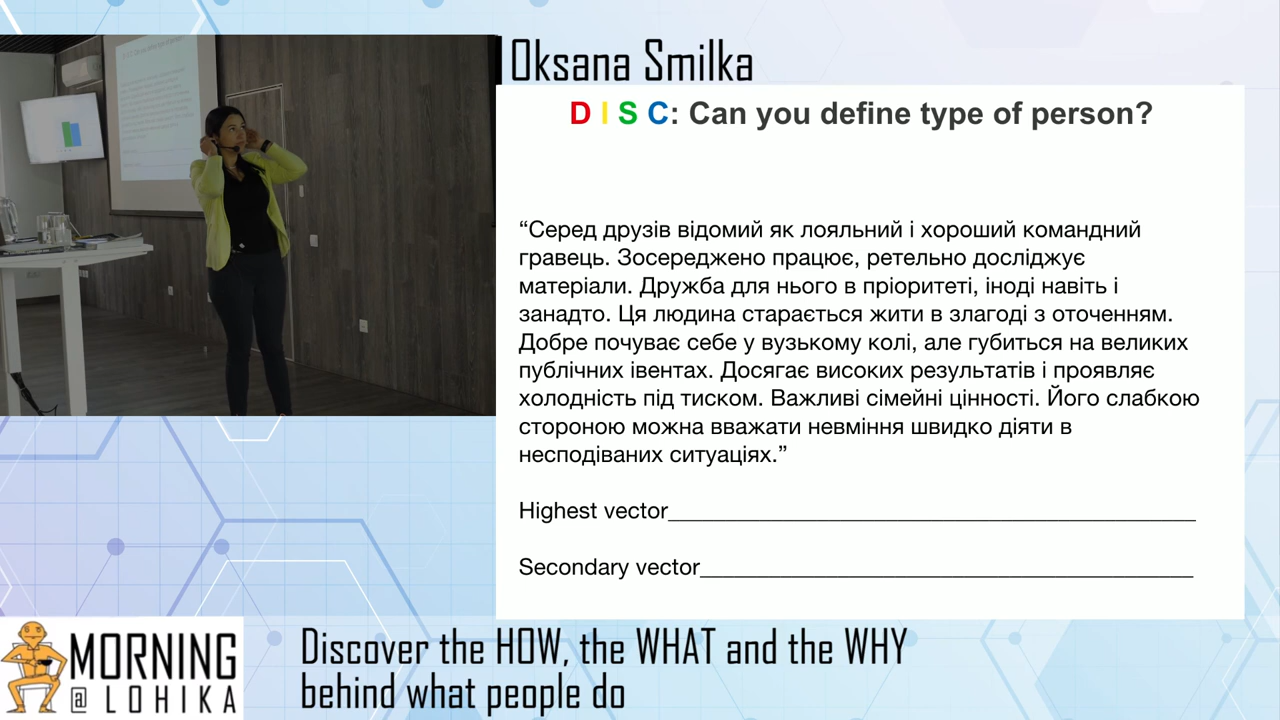 Oksana Smilka
D I S C: Can you define type of person?
“Серед друзів відомий як лояльний і хороший командний
гравець. Зосереджено працює, ретельно досліджує
матеріали. Дружба для нього в пріоритеті, іноді навіть і
занадто. Ця людина старається жити в злагоді з оточенням.
Добре почуває себе у вузькому колі, але губиться на великих
публічних івентах. Досягає високих результатів і проявляє
холодність під тиском. Важливі сімейні цінності. Його слабкою
стороною можна вважати невміння швидко діяти в
несподіваних ситуаціях.”
Highest vector___________________________________________
Secondary vector________________________________________
MORNING
@ LOHIKA
Discover the HOW, the WHAT and the WHY
behind what people do